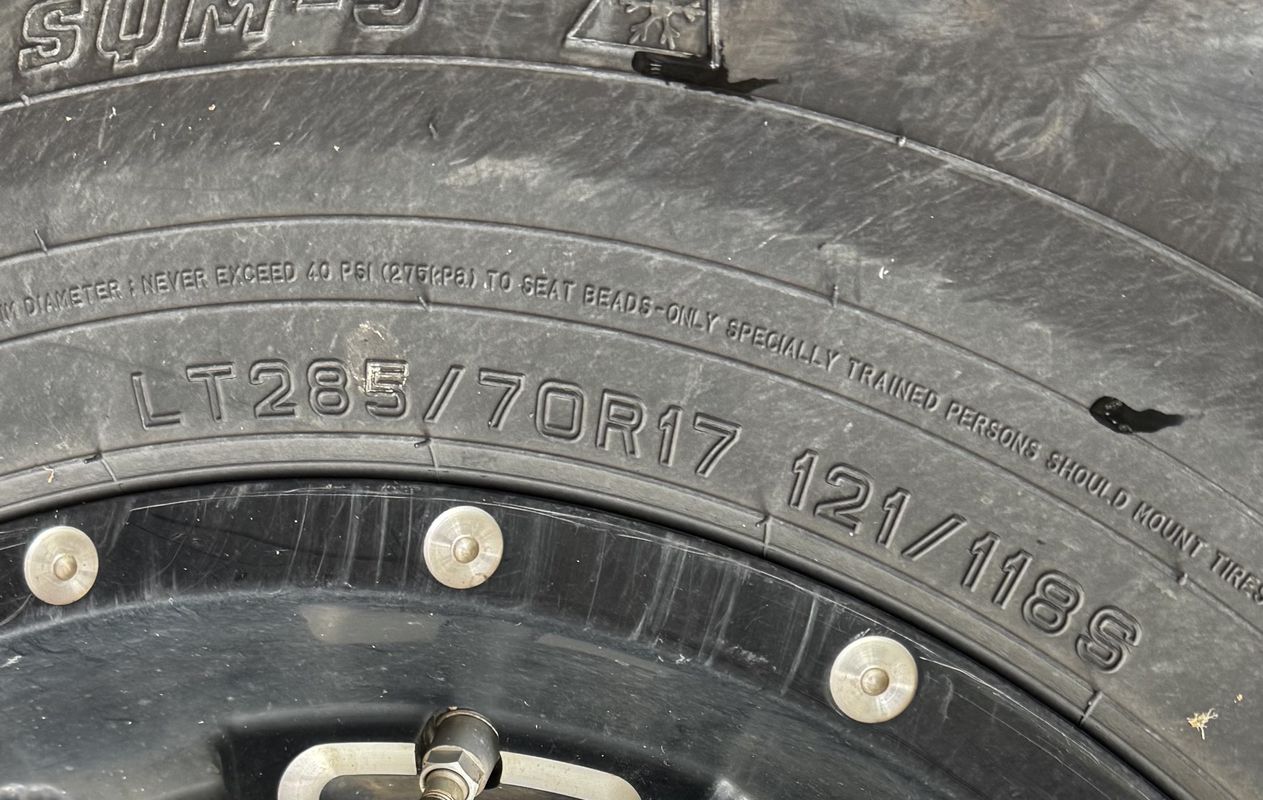 DIAMETER ; NEVER EXCEED 40 PSI (275kPa) TO SEAT BEADS-ONLY SPECIALLY TRAINED PERSONS SHOULD MOUNT TIRES
LT285/70R17 121/118S